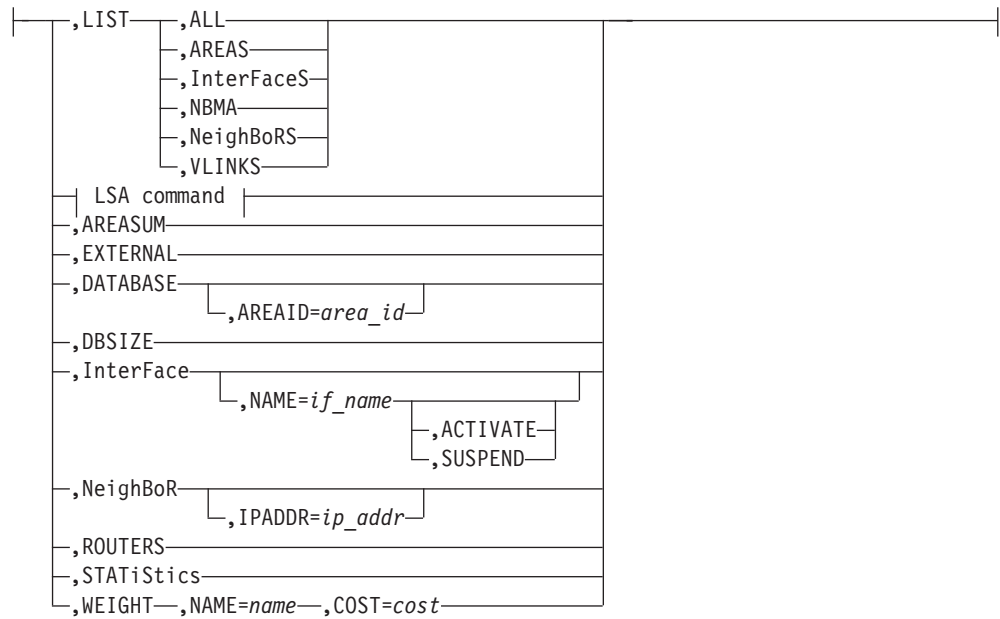 ,LIST ,ALL
,AREAS
,InterFaceS
,NBMA
,NeighBoRS
,VLINKS
LSA command
,AREASUM
,EXTERNAL
,DATABASE
,AREAID=area_id
,DBSIZE
,InterFace
,NAME=if_name
,ACTIVATE
,SUSPEND
,NeighBoR
,IPADDR=ip_addr
,ROUTERS
,STATiStics
,WEIGHT ,NAME=name ,COST=cost